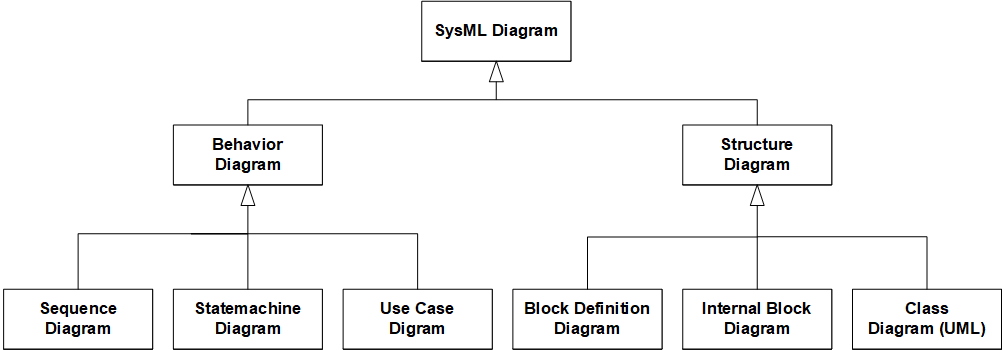 SysML Diagram
Behavior
Diagram
Structure
Diagram
Sequence
Diagram
Statemachine
Diagram
Use Case
Digram
Block Definition
Diagram
Internal Block
Diagram
Class
Diagram (UML)